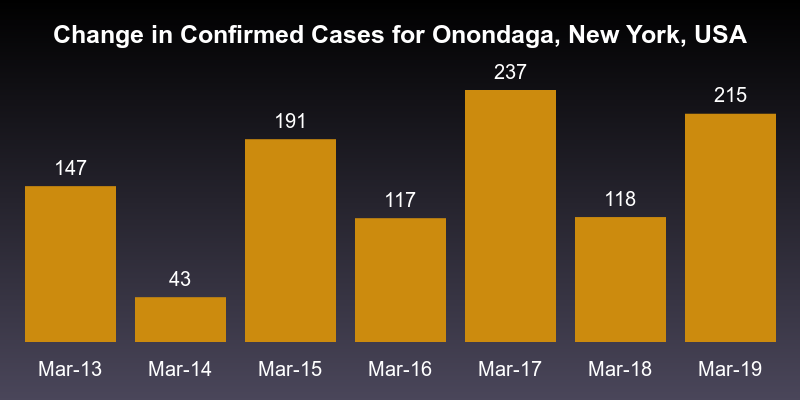 Change in Confirmed Cases for Onondaga, New York, USA
147
43
191
117
237
118
215
Mar-13
Mar-14
Mar-15
Mar-16
Mar-17
Mar-18
Mar-19